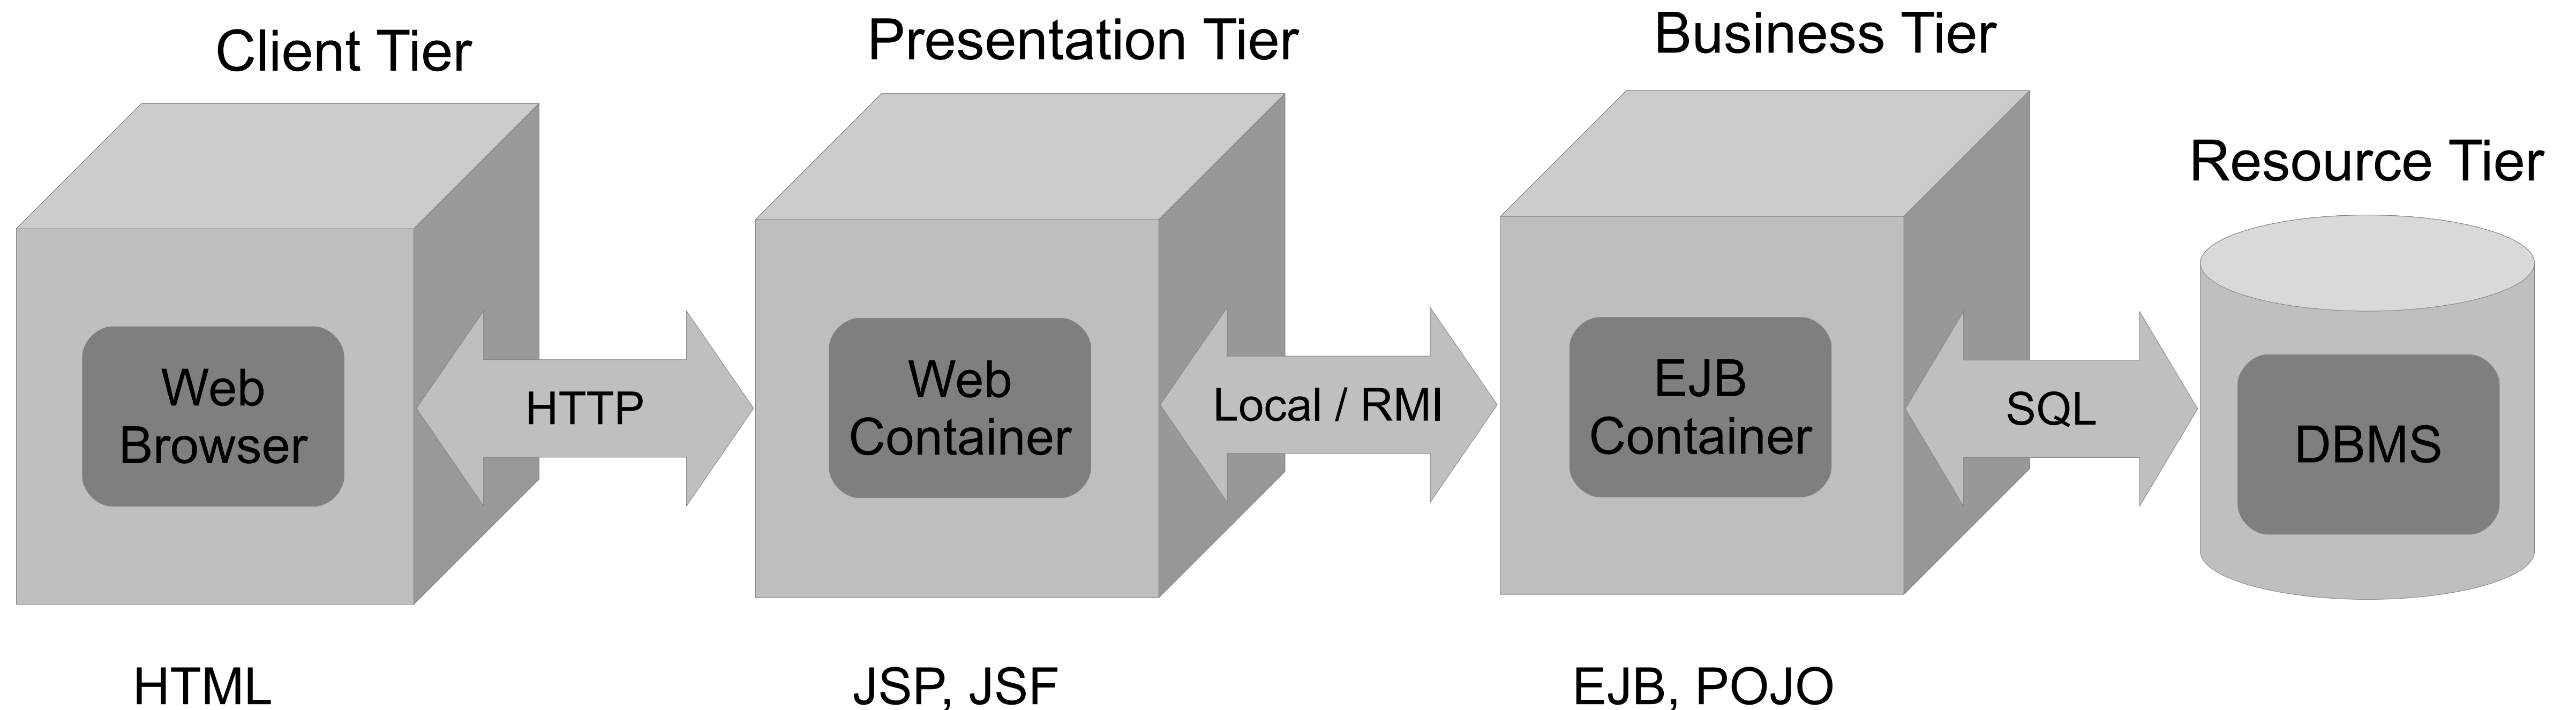 Client Tier
Presentation Tier
Business Tier
Resource Tier
Web
Browser
HTTP
Web
Container
Local / RMI
EJB
Container
SQL
DBMS
HTML
JSP, JSF
EJB, POJO